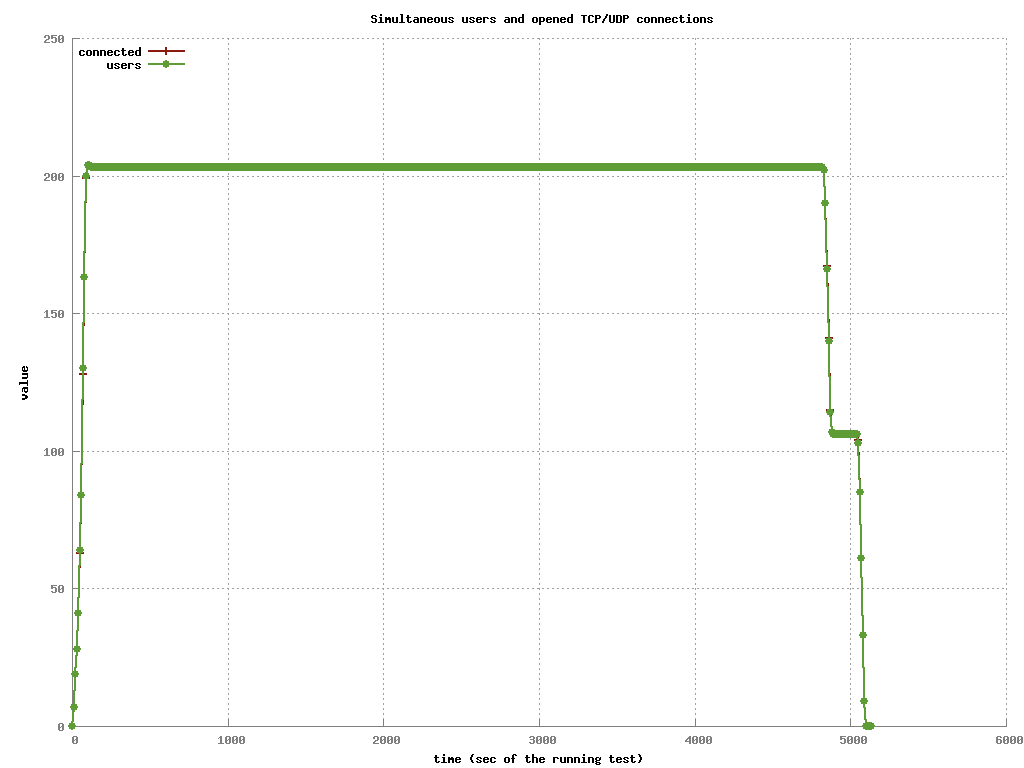 Simultaneous users and opened TCP/UDP connections
250
connected
users
200
150
value
100
50
0
0 1000 2000 3000 4000 5000 6000
time (sec of the running test)